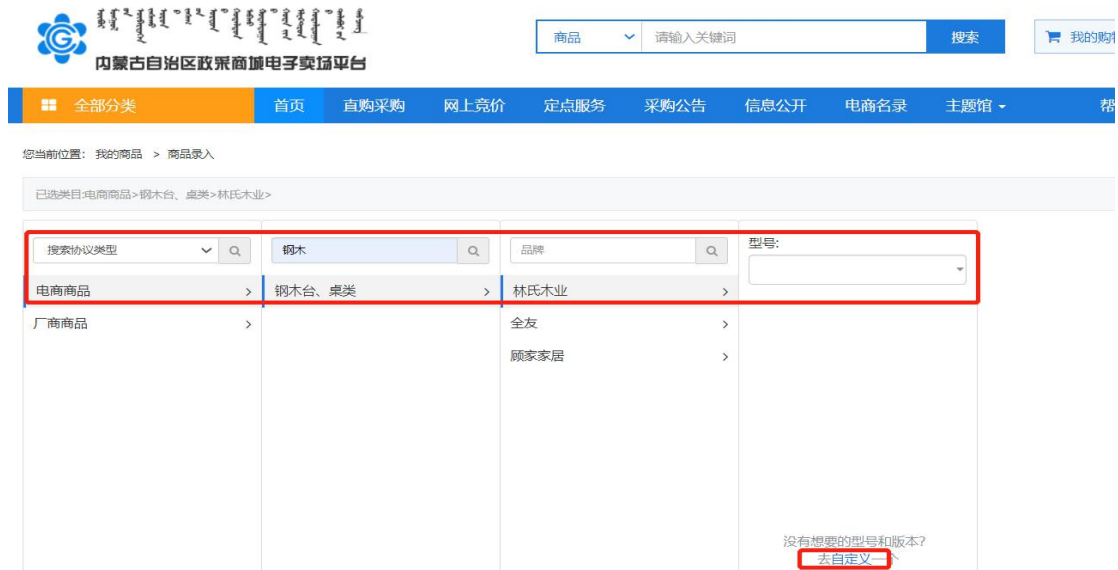 内蒙古自治区政采商城电子卖场平台
商品 请输入关键词 搜索 我的购物
全部分类 首页 直购采购 网上竞价 定点服务 采购公告 信息公开 电商名录 主题馆 帮
您当前位置: 我的商品 > 商品录入
已选类目:电商商品>钢木台、桌类>林氏木业>
搜索协议类型 钢木 品牌 型号:
电商商品 > 钢木台、桌类 > 林氏木业 >
厂商商品 > 全友 >
顾家家居 >
没有想要的型号和版本?
去自定义一个